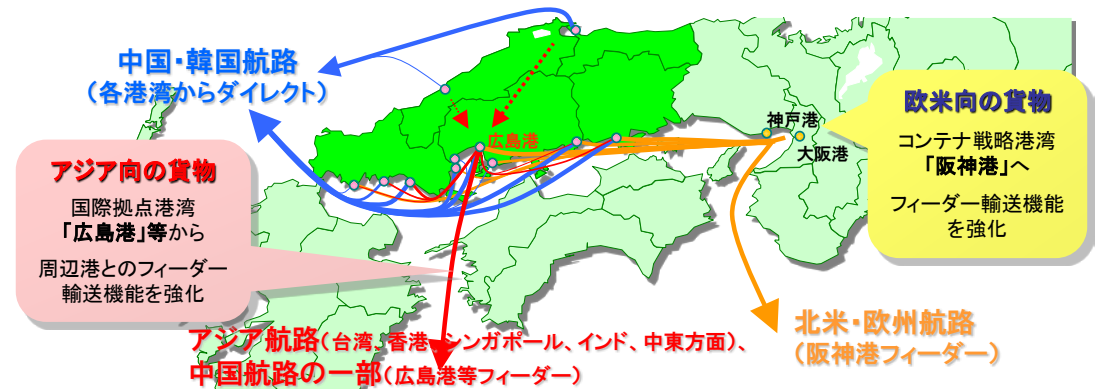 中国・韓国航路
（各港湾からダイレクト）
アジア向の貨物
国際拠点港湾
「広島港」等から
周辺港とのフィーダー
輸送機能を強化
広島港
神戸港
大阪港
欧米向の貨物
コンテナ戦略港湾
「阪神港」へ
フィーダー輸送機能
を強化
アジア航路（台湾、香港、シンガポール、インド、中東方面）、
中国航路の一部（広島港等フィーダー）
北米・欧州航路
（阪神港フィーダー）